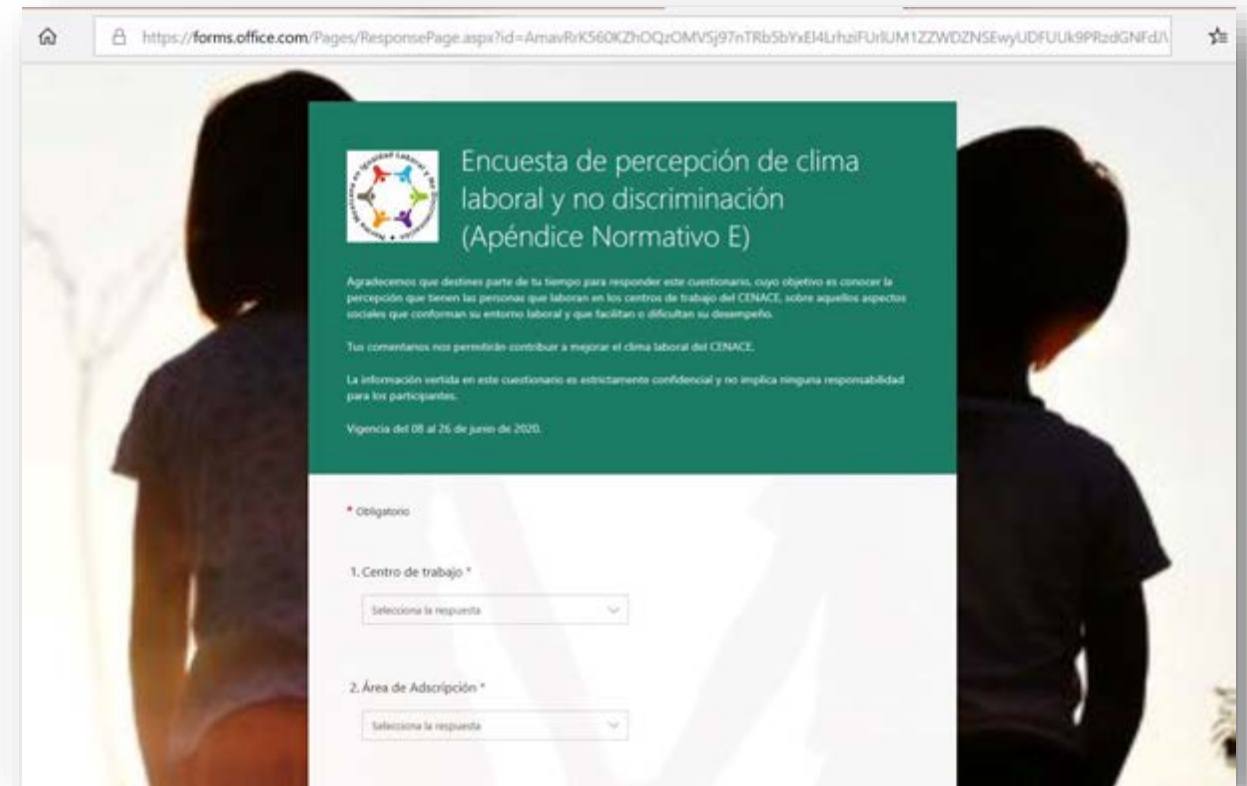 https://forms.office.com/Pages/ResponsePage.aspx?id=
Encuesta de percepción de clima
laboral y no discriminación
(Apéndice Normativo E)
Agradecemos que destines parte de tu tiempo para responder este cuestionario, cuyo objetivo es conocer la
percepción que tienen las personas que laboran en los centros de trabajo del CENACE, sobre aquellos aspectos
sociales que conforman su entorno laboral y que facilitan o dificultan su desempeño.
Tus comentarios nos permitirán contribuir a mejorar el clima laboral del CENACE.
La información vertida en este cuestionario es estrictamente confidencial y no implica ninguna responsabilidad
para los participantes.
Vigencia del 08 al 26 de junio de 2020.
* Obligatorio
1. Centro de trabajo *
Selecciona la respuesta
2. Área de Adscripción *
Selecciona la respuesta